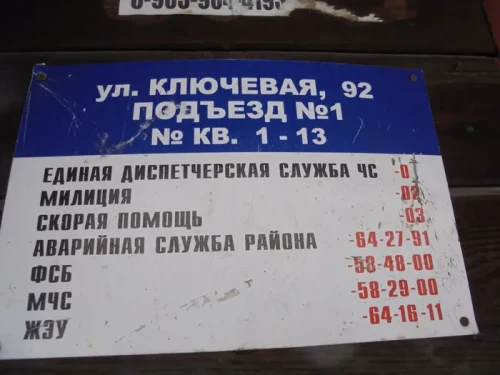 ул. КЛЮЧЕВАЯ, 92
ПОДЪЕЗД №1
№ КВ. 1 - 13
ЕДИНАЯ ДИСПЕТЧЕРСКАЯ СЛУЖБА ЧС -0
МИЛИЦИЯ -02
СКОРАЯ ПОМОЩЬ -03
АВАРИЙНАЯ СЛУЖБА РАЙОНА -64-27-91
ФСБ -53-48-00
МЧС -58-29-00
ЖЭУ -64-16-11